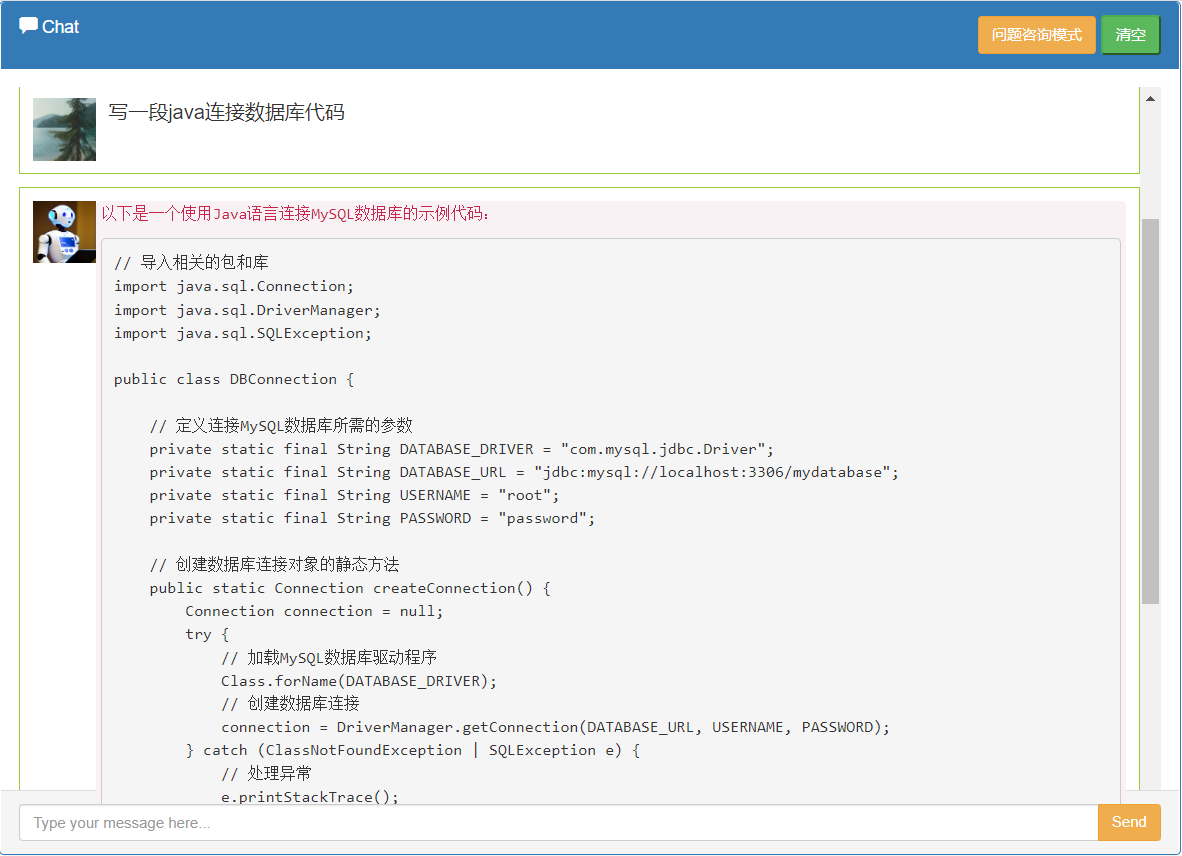 Chat
问题咨询模式
清空
写一段java连接数据库代码
以下是一个使用Java语言连接MySQL数据库的示例代码：
// 导入相关的包和库
import java.sql.Connection;
import java.sql.DriverManager;
import java.sql.SQLException;
public class DBConnection {
    // 定义连接MySQL数据库所需的参数
    private static final String DATABASE_DRIVER = "com.mysql.jdbc.Driver";
    private static final String DATABASE_URL = "jdbc:mysql://localhost:3306/mydatabase";
    private static final String USERNAME = "root";
    private static final String PASSWORD = "password";
    // 创建数据库连接对象的静态方法
    public static Connection createConnection() {
        Connection connection = null;
        try {
            // 加载MySQL数据库驱动程序
            Class.forName(DATABASE_DRIVER);
            // 创建数据库连接
            connection = DriverManager.getConnection(DATABASE_URL, USERNAME, PASSWORD);
        } catch (ClassNotFoundException | SQLException e) {
            // 处理异常
            e.printStackTrace();
Type your message here...
Send